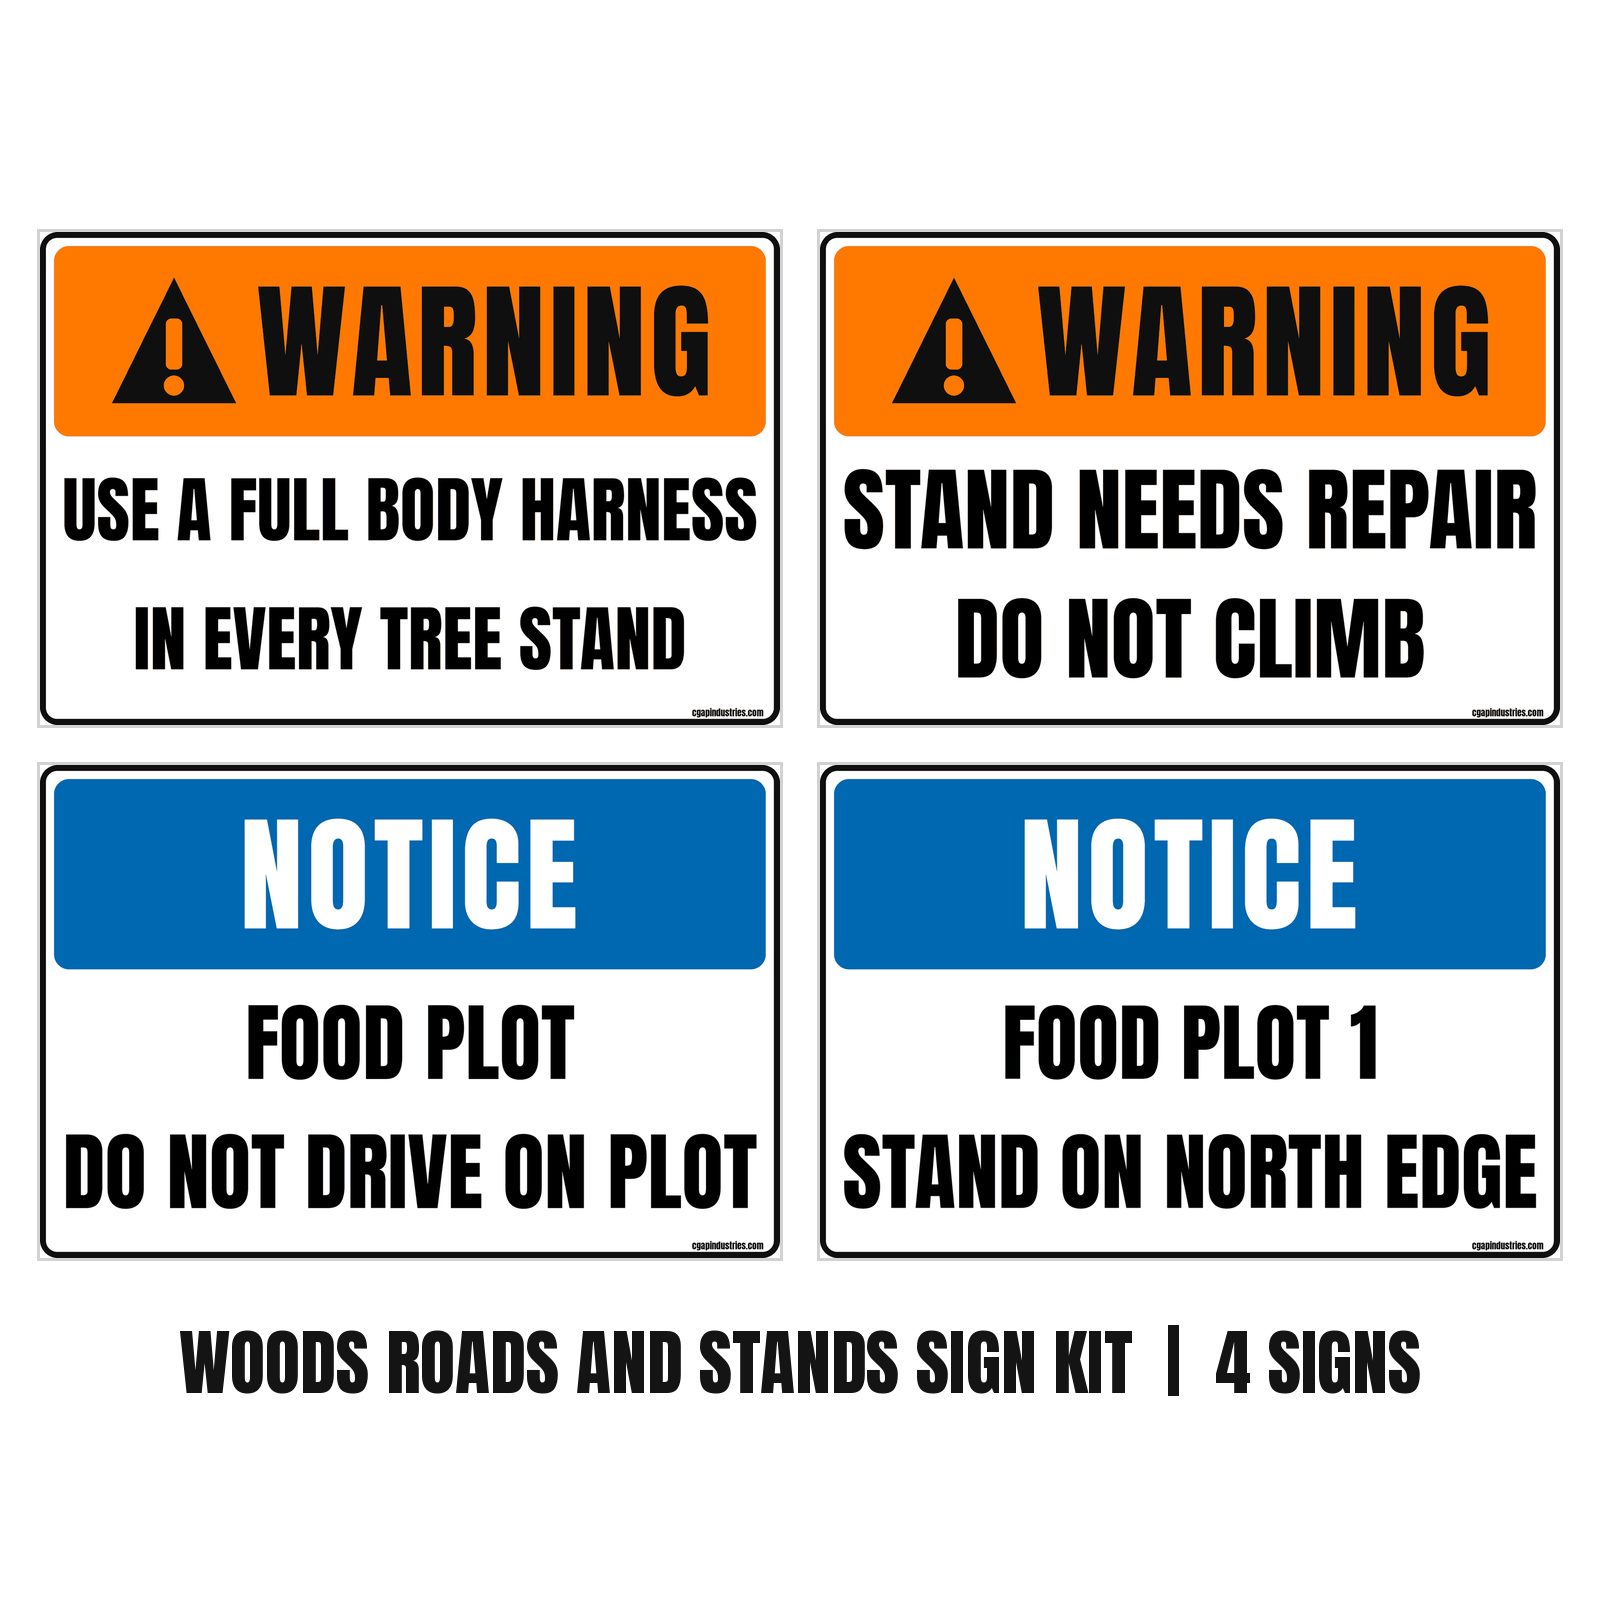 WARNING
USE A FULL BODY HARNESS
IN EVERY TREE STAND
cgapindustries.com
WARNING
STAND NEEDS REPAIR
DO NOT CLIMB
cgapindustries.com
NOTICE
FOOD PLOT
DO NOT DRIVE ON PLOT
cgapindustries.com
NOTICE
FOOD PLOT 1
STAND ON NORTH EDGE
cgapindustries.com
WOODS ROADS AND STANDS SIGN KIT | 4 SIGNS